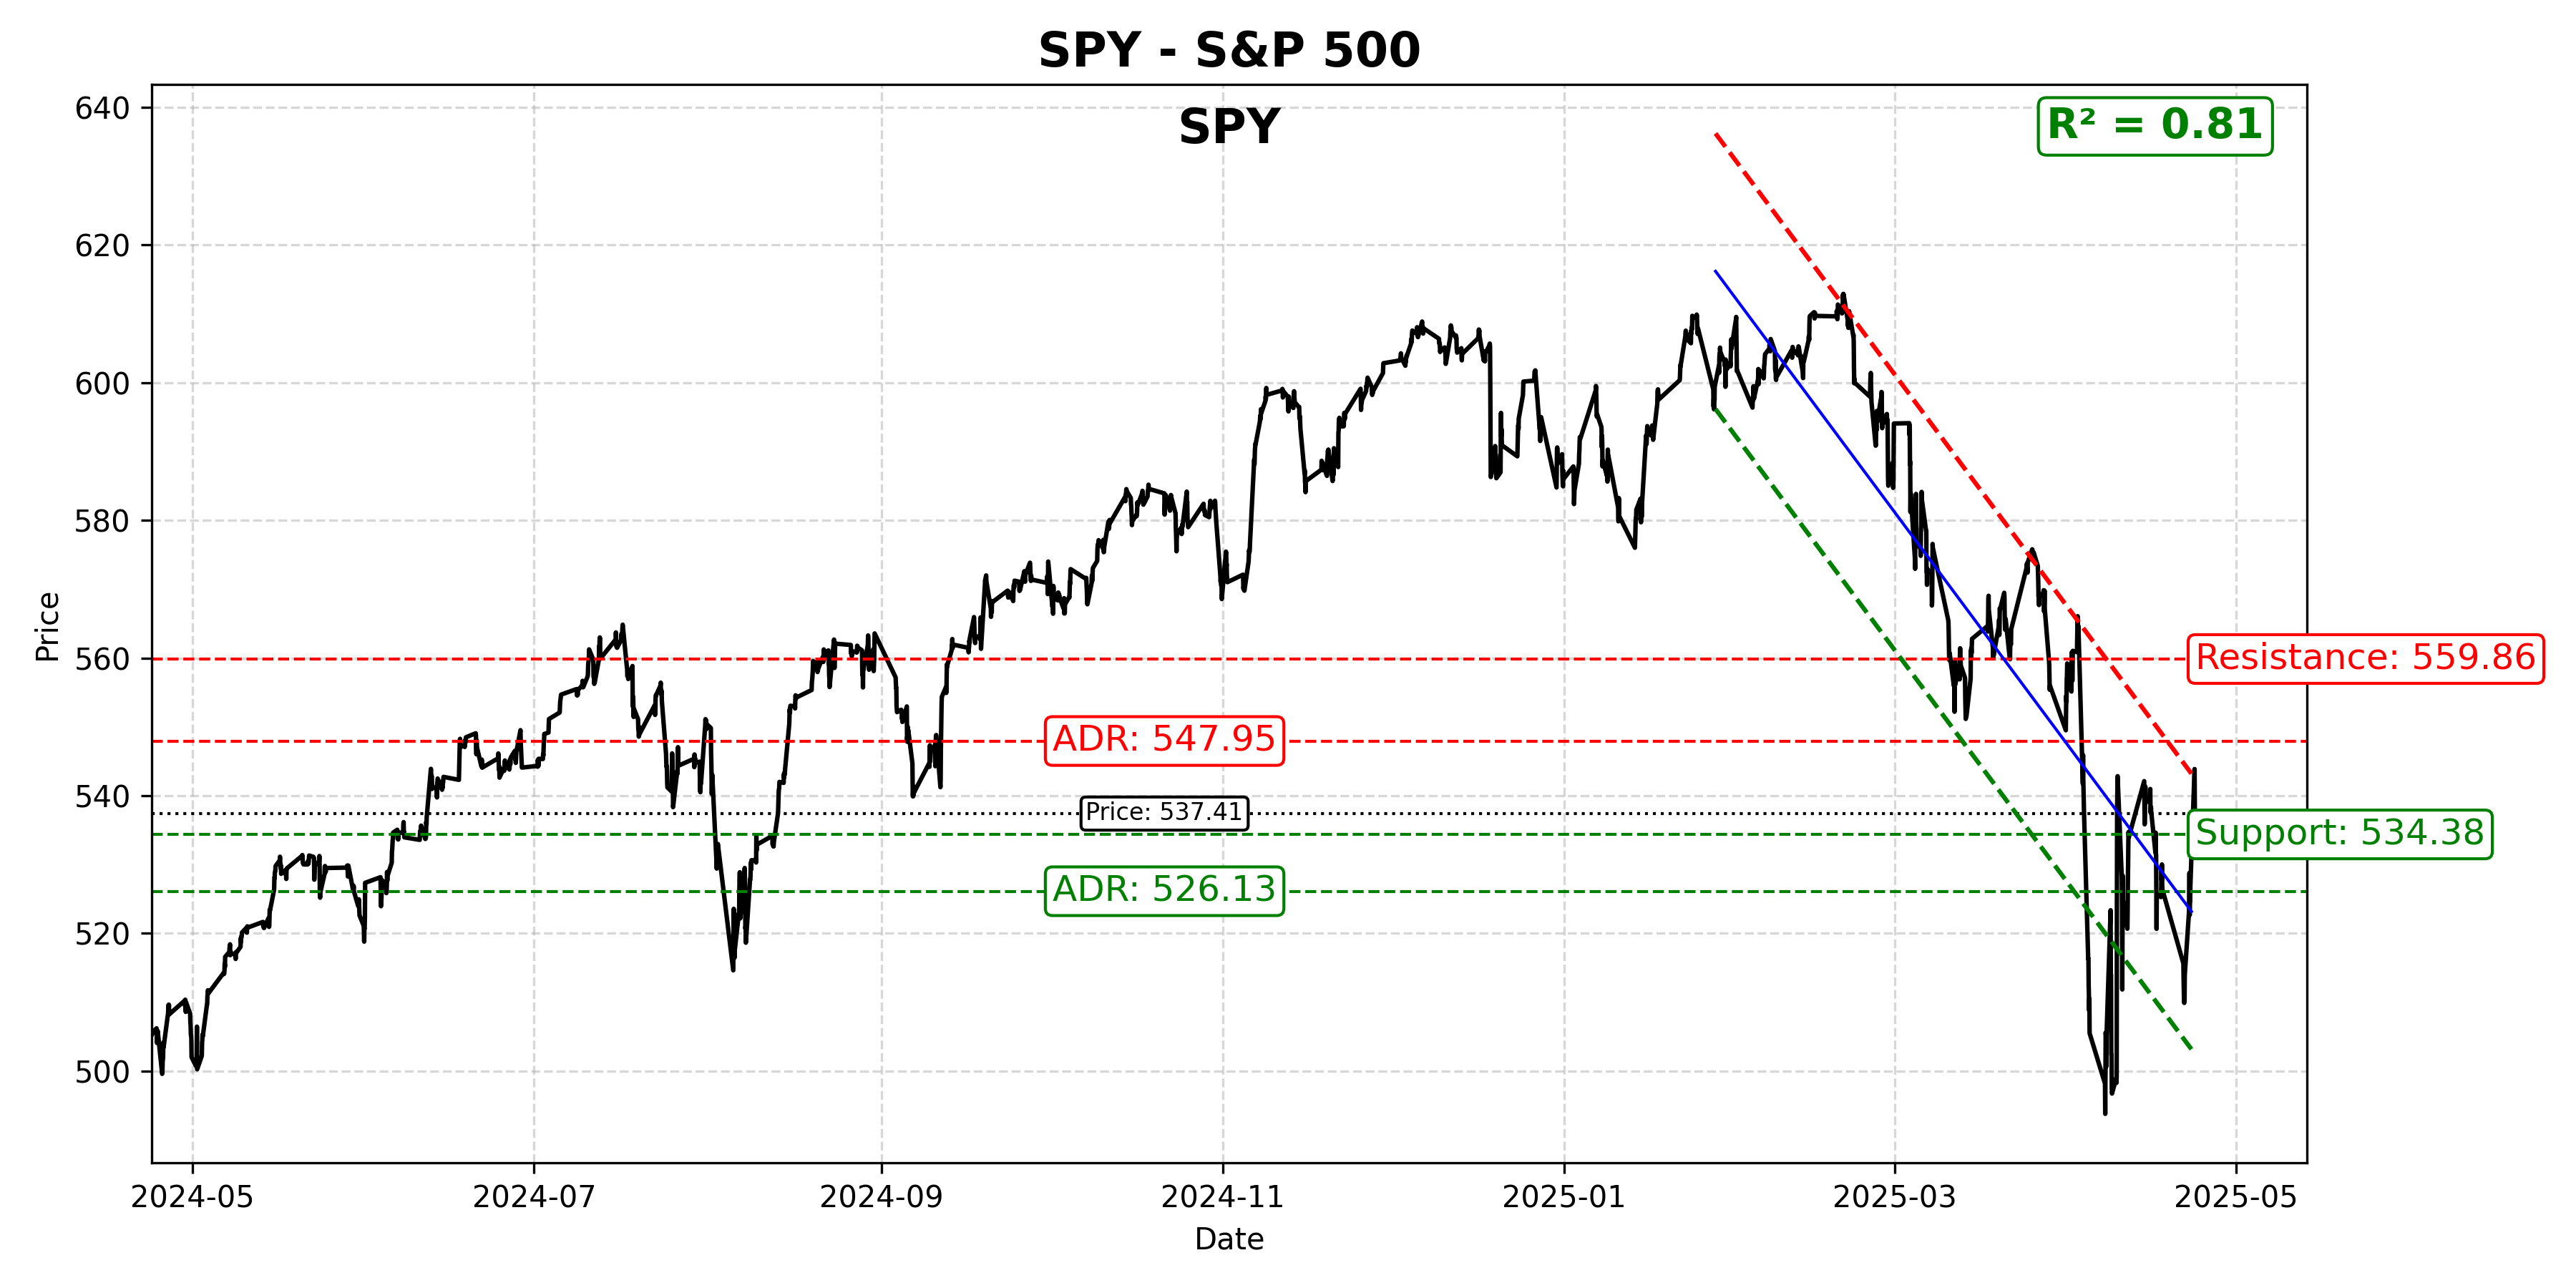 SPY - S&P 500
SPY
R² = 0.81
640
620
600
580
560
540
520
500
Price
Resistance: 559.86
ADR: 547.95
Price: 537.41
Support: 534.38
ADR: 526.13
2024-05
2024-07
2024-09
2024-11
2025-01
2025-03
2025-05
Date